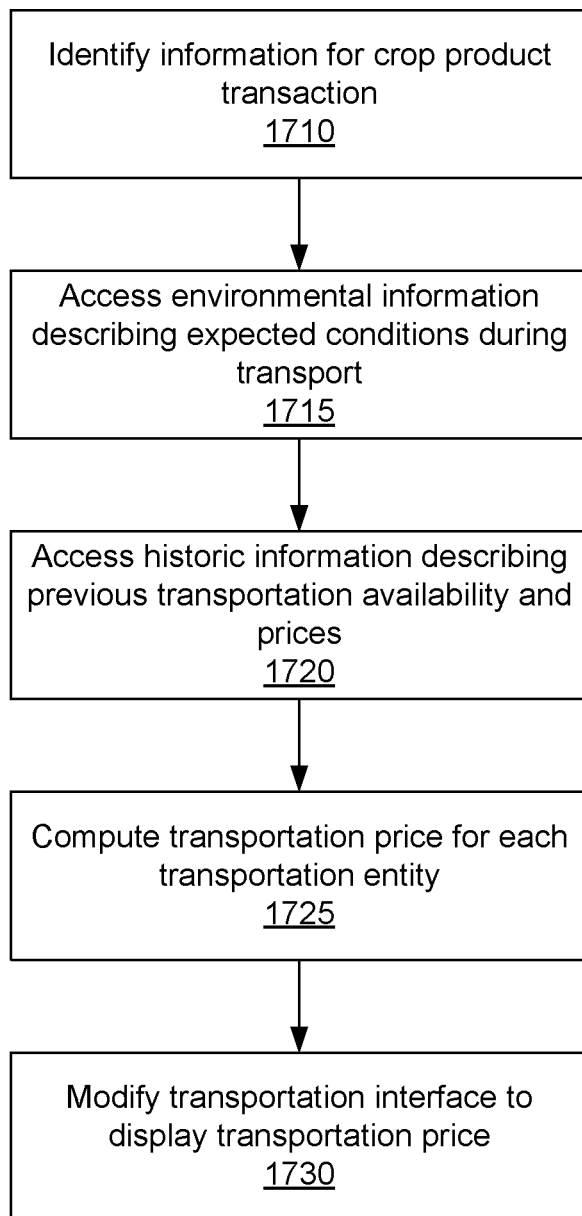 Identify information for crop product
transaction
1710
Access environmental information
describing expected conditions during
transport
1715
Access historic information describing
previous transportation availability and
prices
1720
Compute transportation price for each
transportation entity
1725
Modify transportation interface to
display transportation price
1730